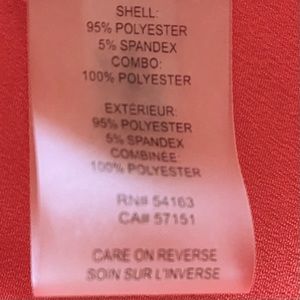 SHELL:
95% POLYESTER
5% SPANDEX
COMBO:
100% POLYESTER
EXTÉRIEUR:
95% POLYESTER
5% SPANDEX
COMBINÉE:
100% POLYESTER
RN# 54163
CA# 57151
CARE ON REVERSE
SOIN SUR L'INVERSE